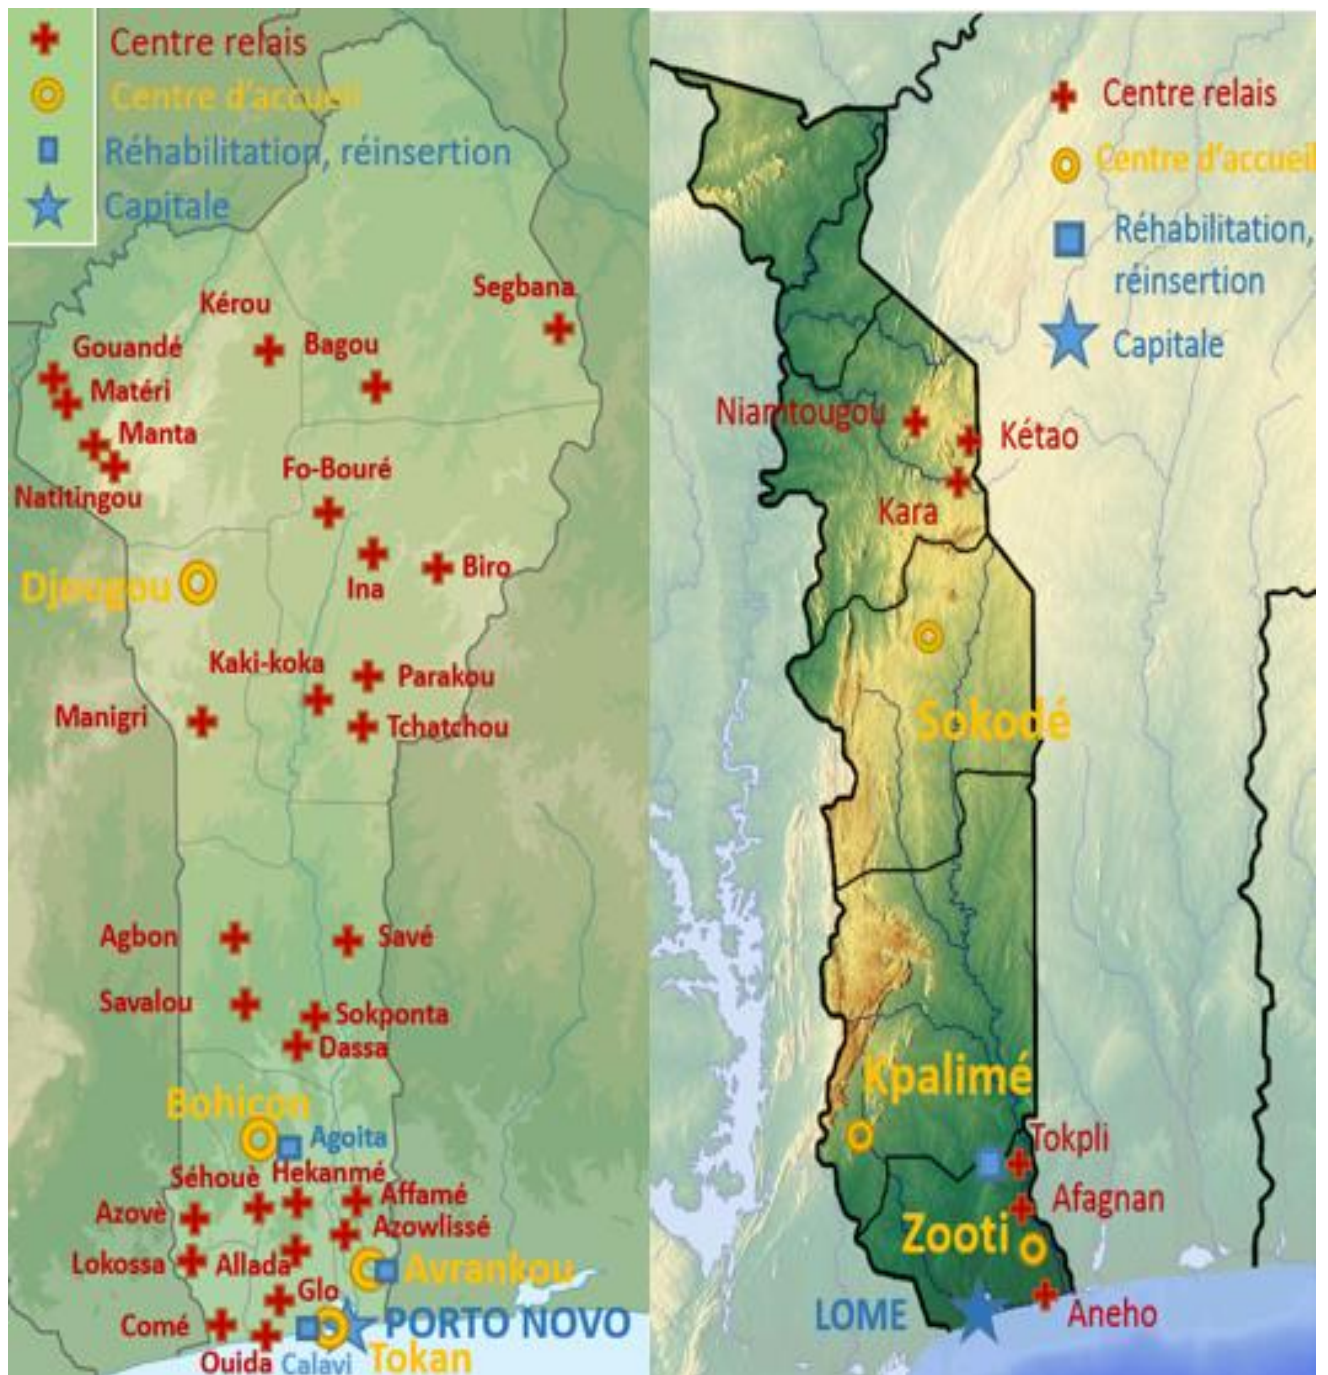 Centre relais
Centre d'accueil
Réhabilitation, réinsertion
Capitale
Segbana
Kérou
Bagou
Gouandé
Matéri
Manta
Fo-Bouré
Natitingou
Djougou
Ina
Biro
Kaki-koka
Parakou
Manigri
Tchatchou
Agbon
Savé
Savalou
Sokponta
Dassa
Bohicon
Agoita
Séhouè
Hekanmé
Affamé
Azovè
Azowlissé
Lokossa
Allada
Avrankou
Glo
Comé
PORTO NOVO
Ouida
Calavi
Tokan
Centre relais
Centre d'accueil
Réhabilitation,
réinsertion
Capitale
Niamtougou
Kétao
Kara
Sokodé
Kpalimé
Tokpli
Afagnan
Zooti
LOME
Aneho